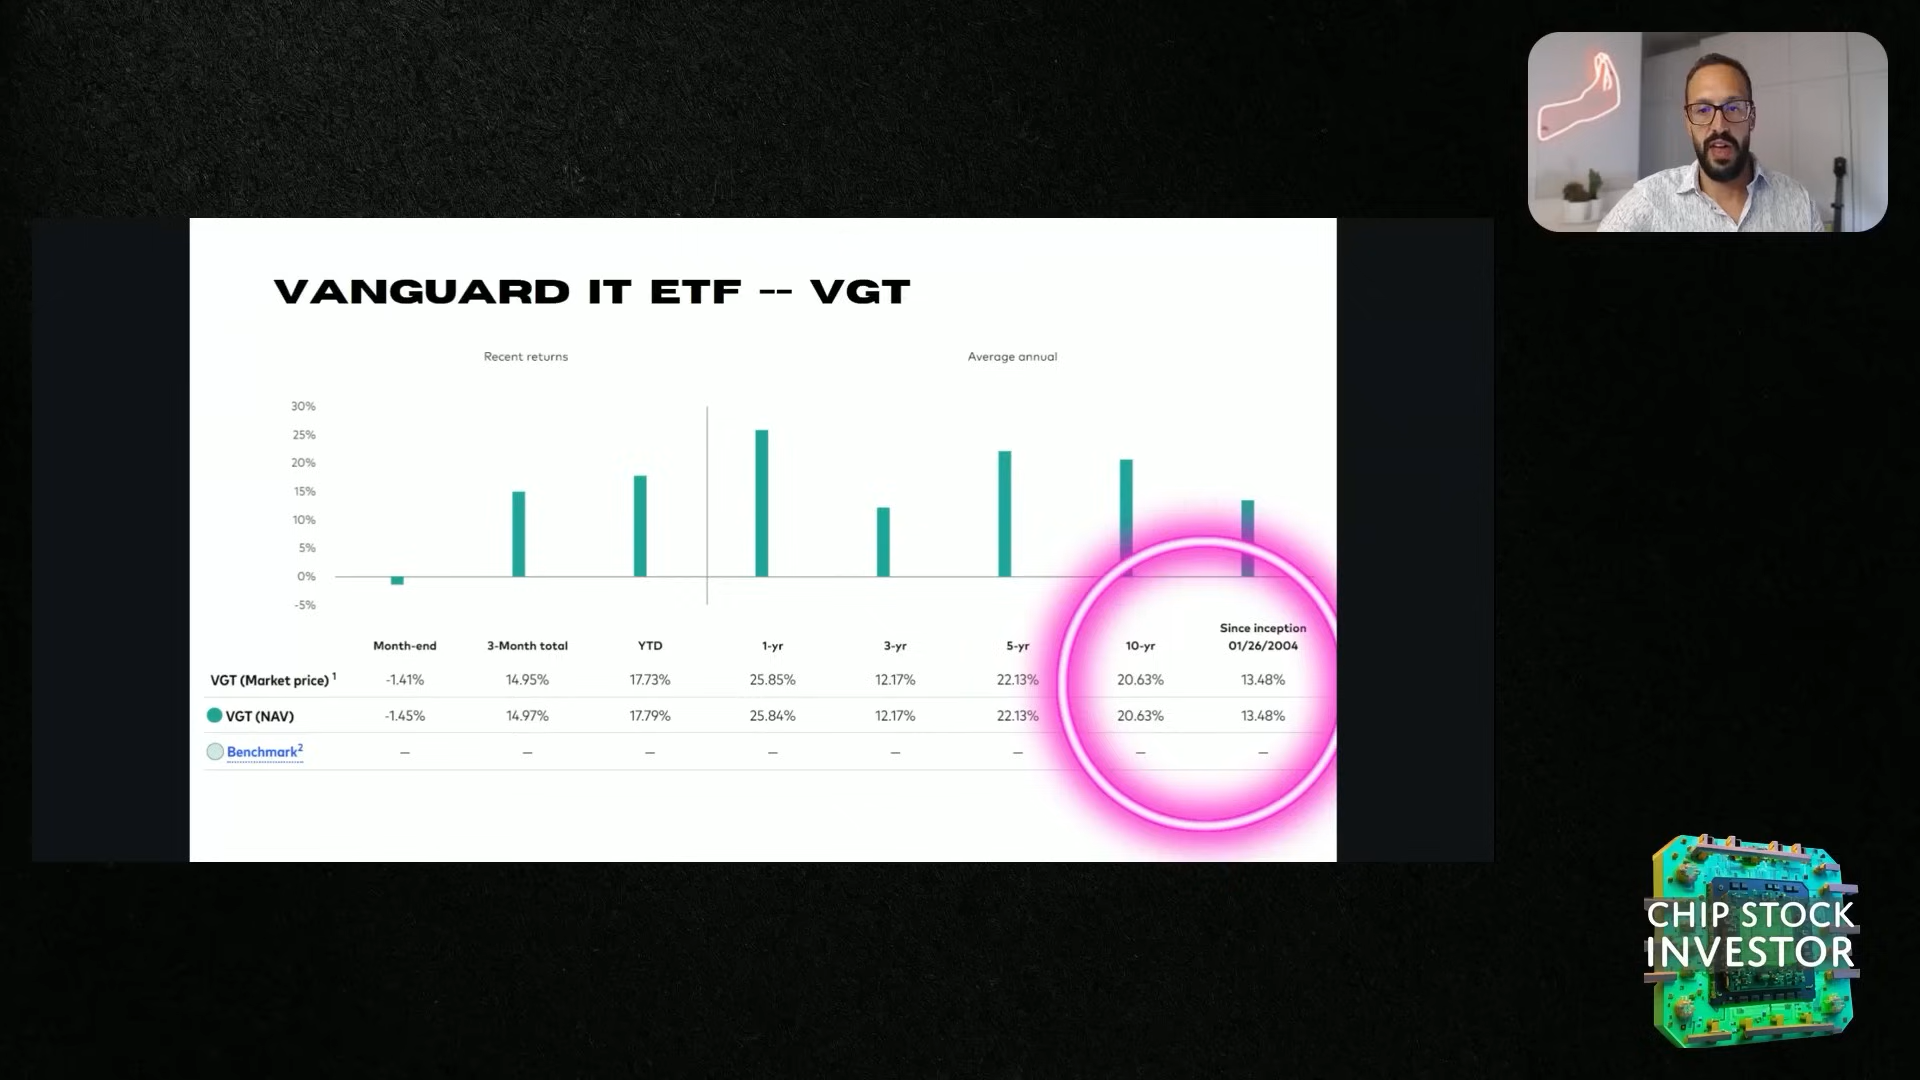 VANGUARD IT ETF -- VGT
Recent returns
Average annual
30%
25%
20%
15%
10%
5%
0%
-5%
Since inception
Month-end 3-Month total YTD 1-yr 3-yr 5-yr 10-yr 01/26/2004
VGT (Market price) 1 -1.41% 14.95% 17.73% 25.85% 12.17% 22.13% 20.63% 13.48%
VGT (NAV) -1.45% 14.97% 17.79% 25.84% 12.17% 22.13% 20.63% 13.48%
Benchmark2 — — — — — — — —
CHIP STOCK
INVESTOR